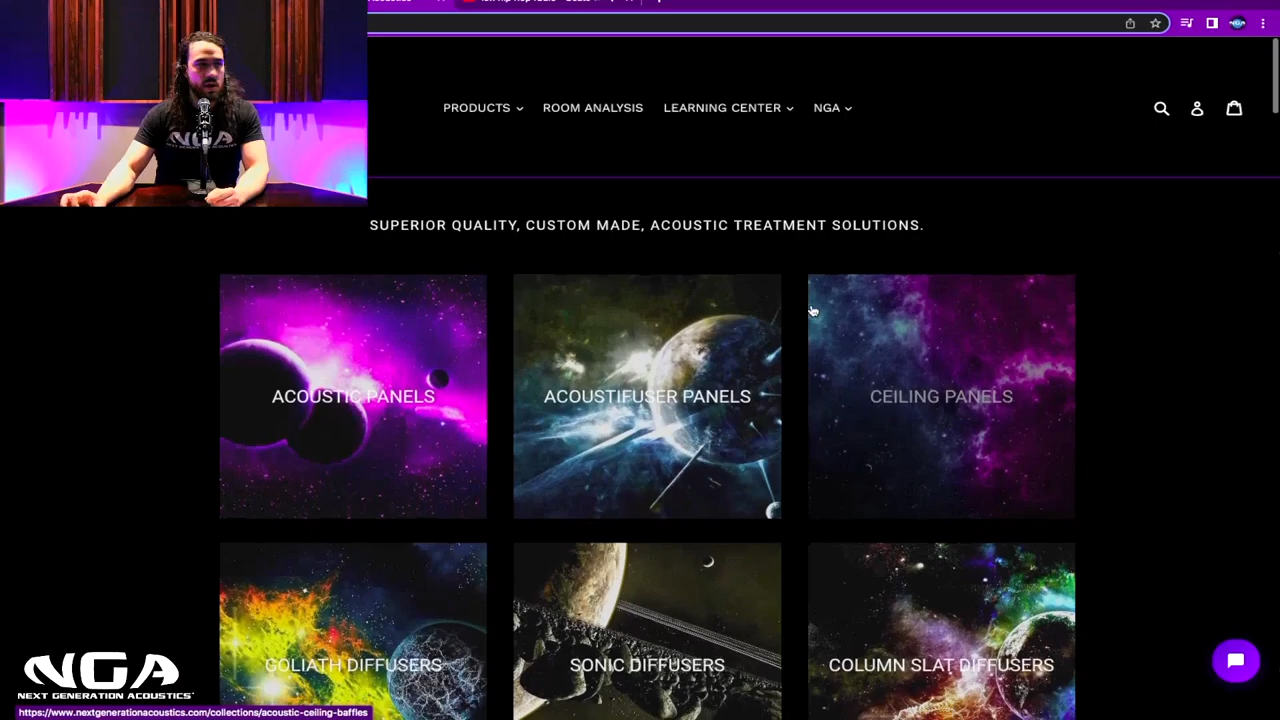 PRODUCTS ROOM ANALYSIS LEARNING CENTER NGA
NGA
SUPERIOR QUALITY, CUSTOM MADE, ACOUSTIC TREATMENT SOLUTIONS.
ACOUSTIC PANELS
ACOUSTIFUSER PANELS
CEILING PANELS
GOLIATH DIFFUSERS
SONIC DIFFUSERS
COLUMN SLAT DIFFUSERS
NGA
NEXT GENERATION ACOUSTICS
https://www.nextgenerationacoustics.com/collections/acoustic-ceiling-baffles